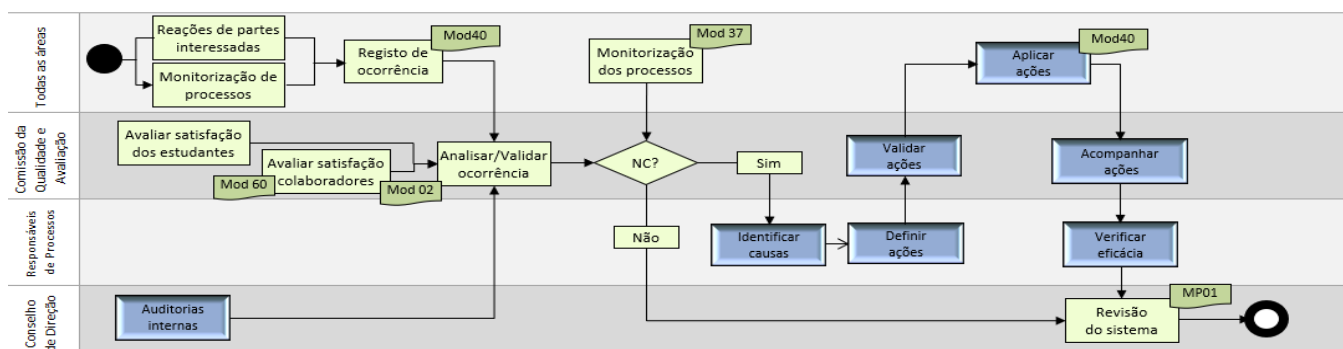 Todas as áreas
Reações de partes
interessadas
Monitorização de
processos
Registo de
ocorrência
Mod40
Monitorização
dos processos
Mod 37
Aplicar
ações
Mod40
Comissão da
Qualidade e
Avaliação
Avaliar satisfação
dos estudantes
Avaliar satisfação
colaboradores
Mod 60
Mod 02
Analisar/Validar
ocorrência
NC?
Sim
Validar
ações
Acompanhar
ações
Responsáveis
de Processos
Não
Identificar
causas
Definir
ações
Verificar
eficácia
Conselho
de Direção
Auditorias
internas
Revisão
do sistema
MP01